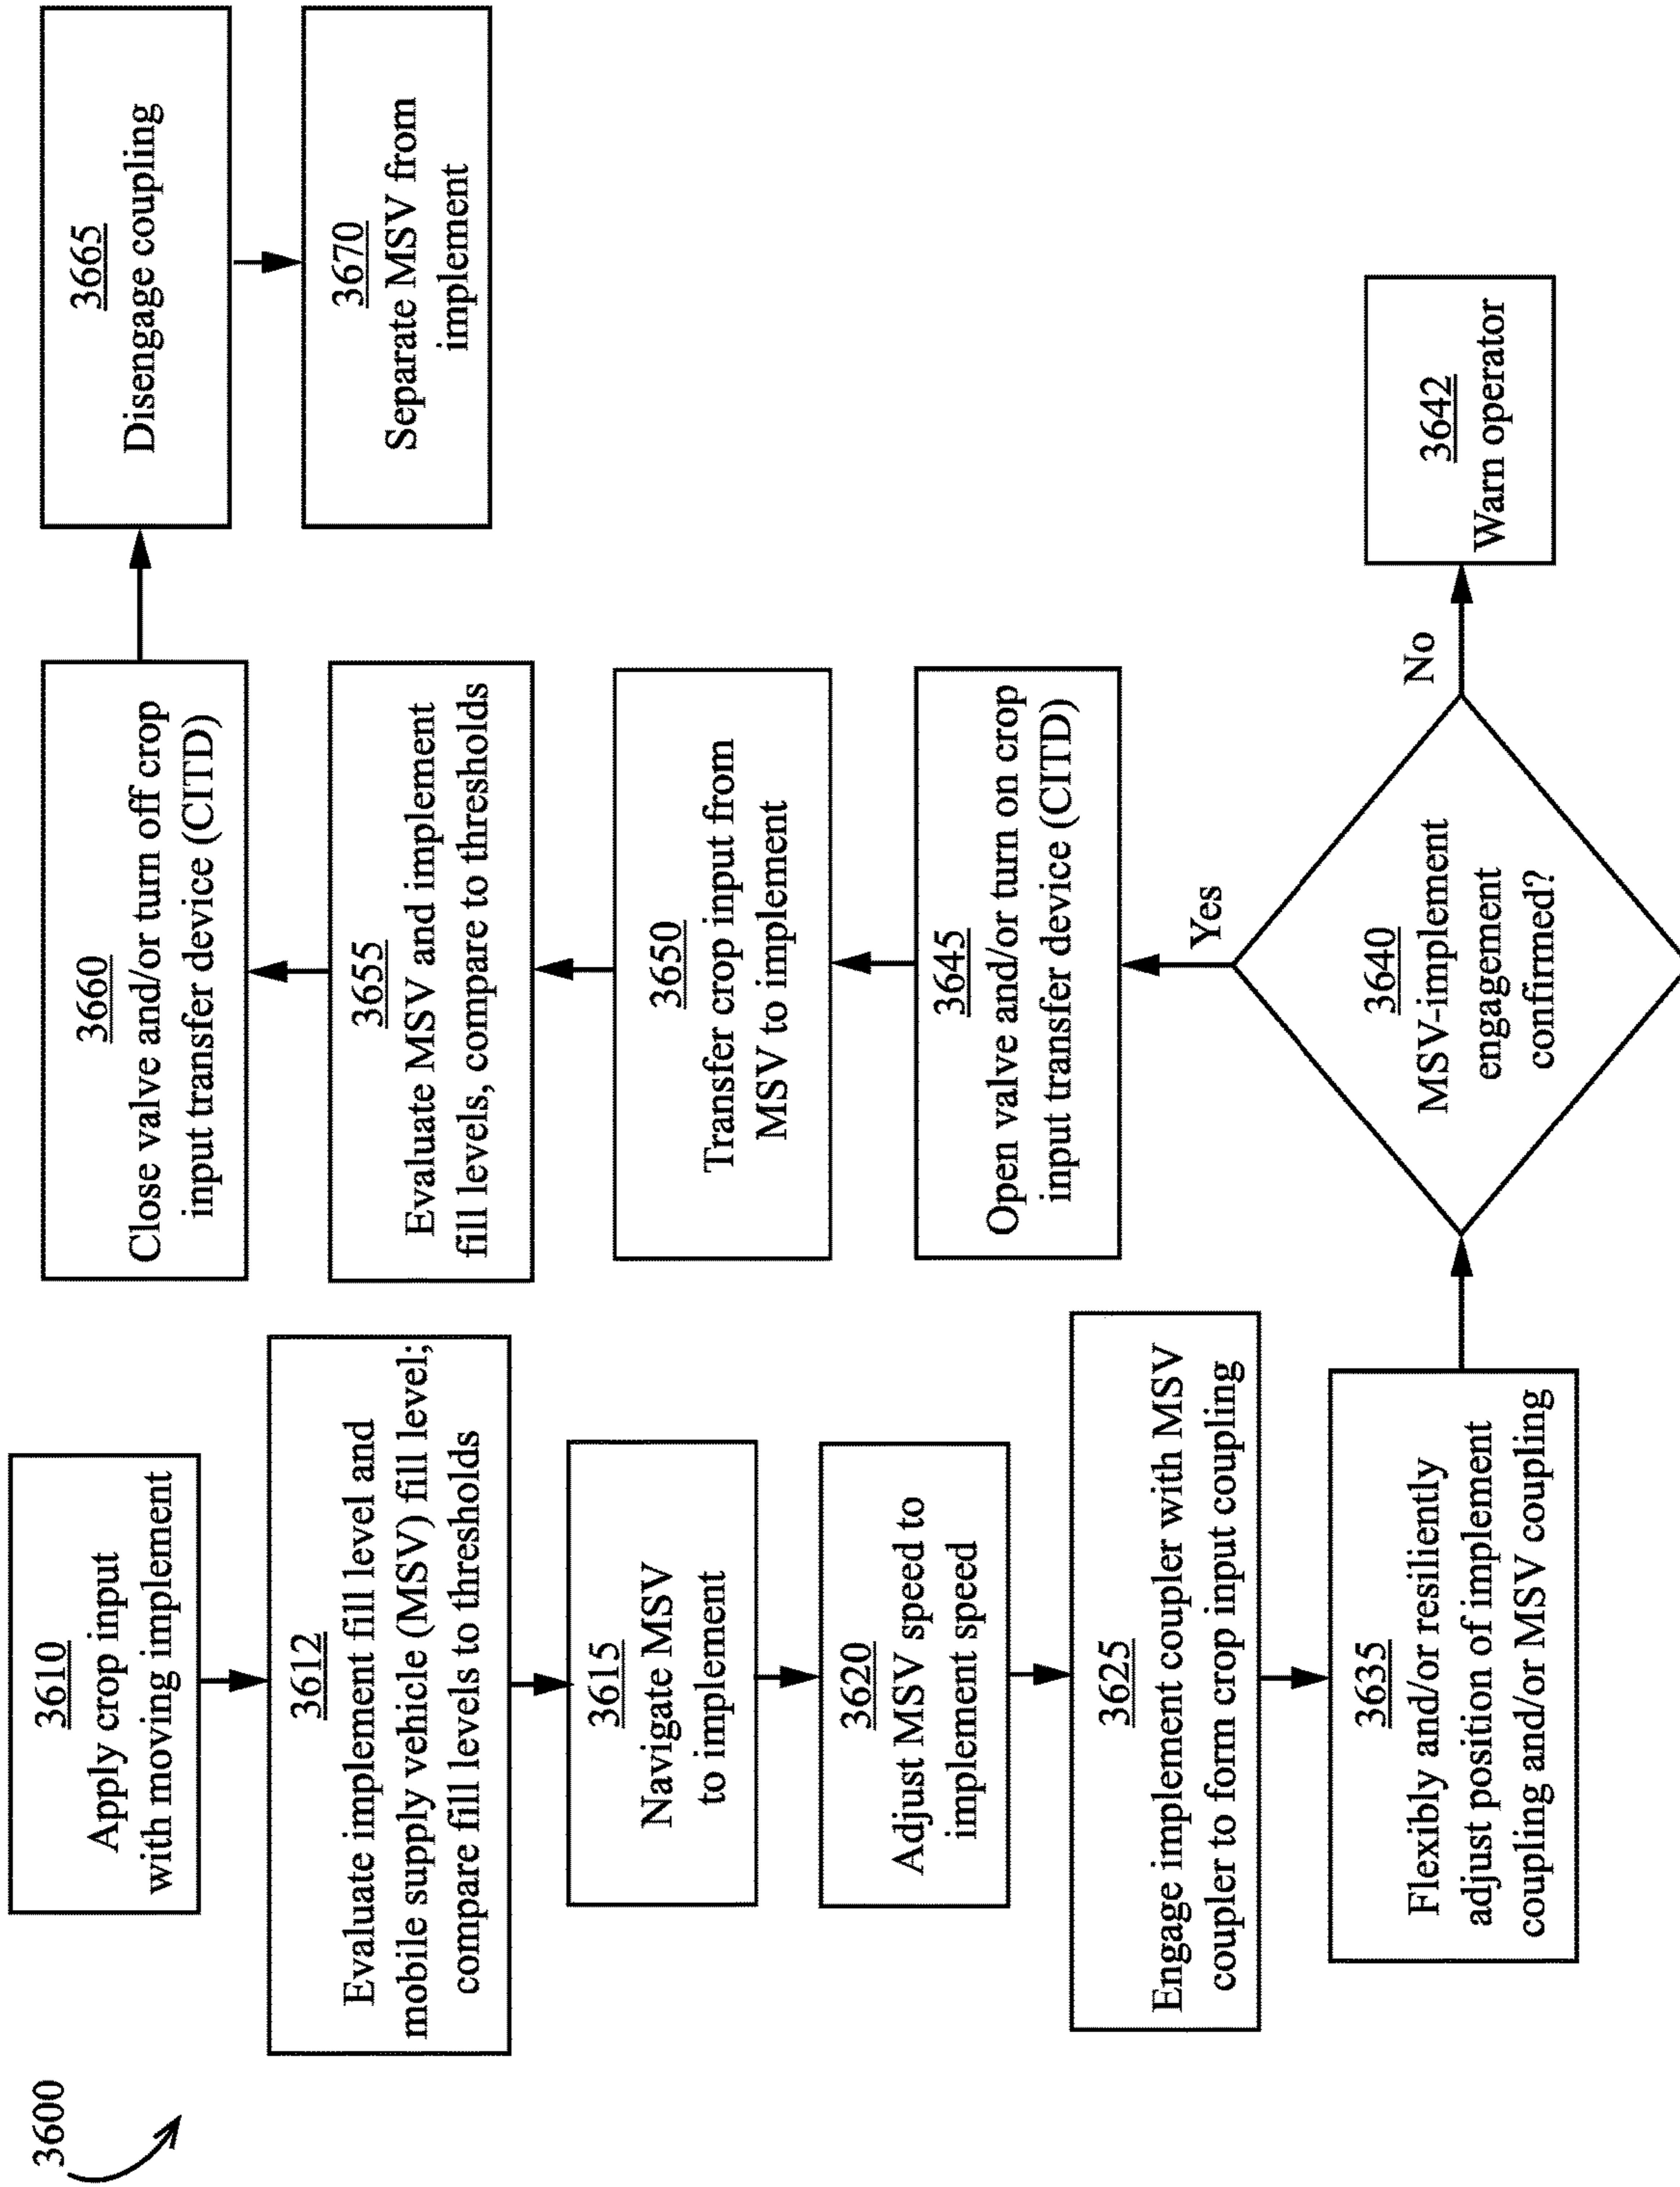 3600
3610
Apply crop input
with moving implement
3612
Evaluate implement fill level and
mobile supply vehicle (MSV) fill level;
compare fill levels to thresholds
3615
Navigate MSV
to implement
3620
Adjust MSV speed to
implement speed
3625
Engage implement coupler with MSV
coupler to form crop input coupling
3635
Flexibly and/or resiliently
adjust position of implement
coupling and/or MSV coupling
3640
MSV-implement
engagement
confirmed?
No
3642
Warn operator
Yes
3645
Open valve and/or turn on crop
input transfer device (CITD)
3650
Transfer crop input from
MSV to implement
3655
Evaluate MSV and implement
fill levels, compare to thresholds
3660
Close valve and/or turn off crop
input transfer device (CITD)
3665
Disengage coupling
3670
Separate MSV from
implement